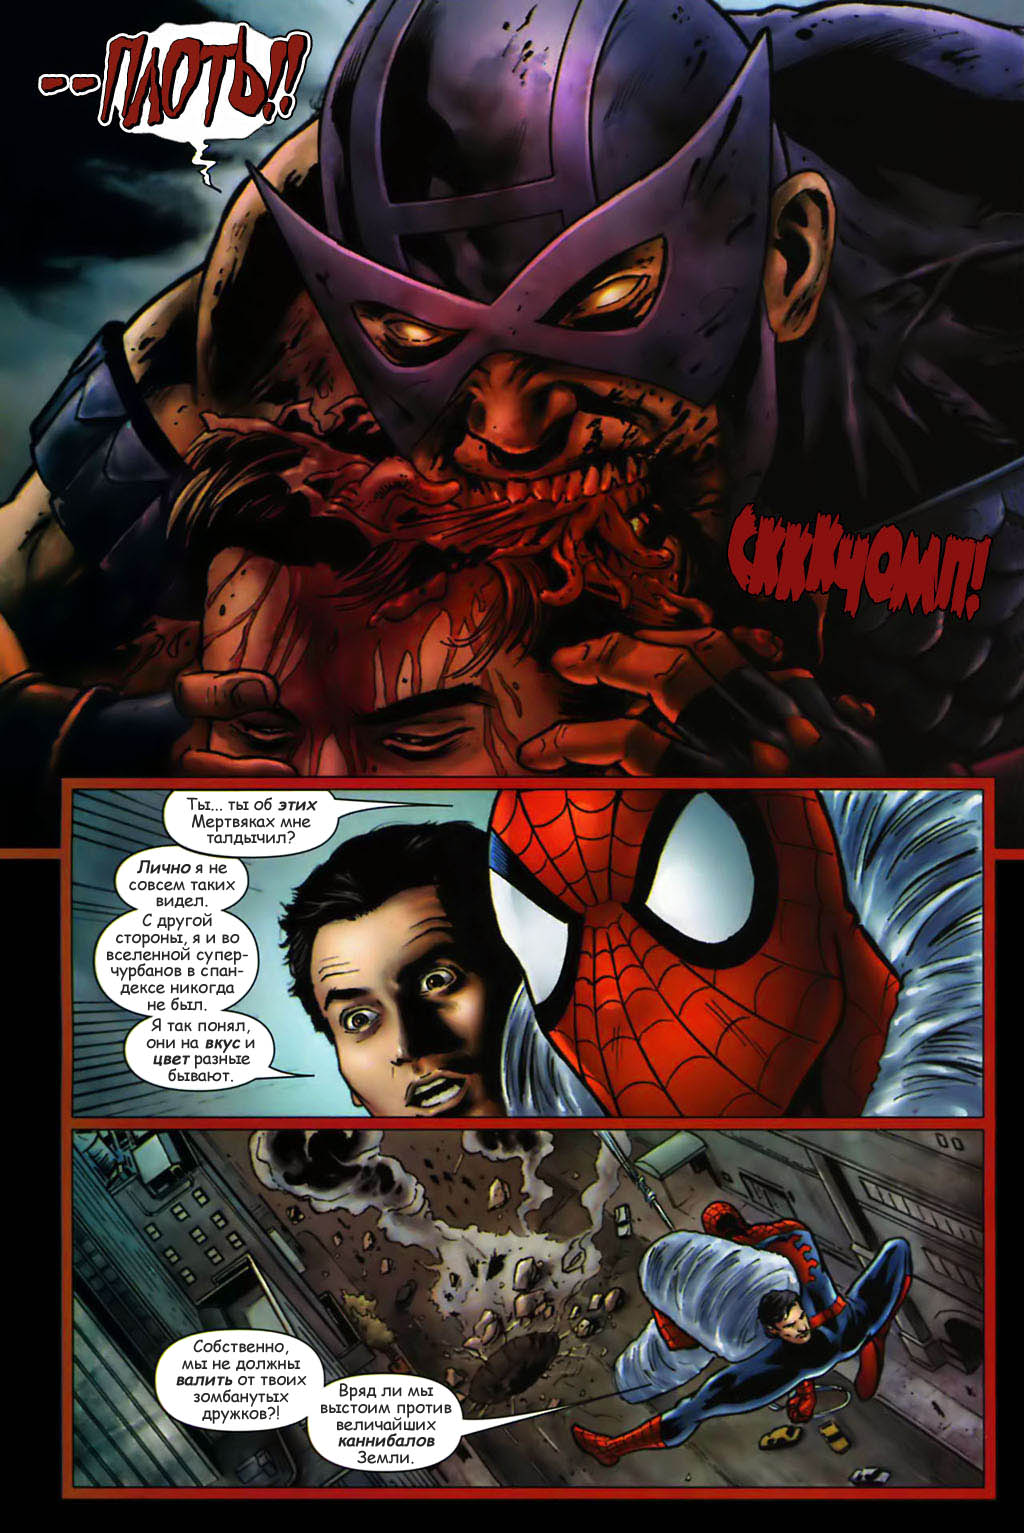 --ПЛОТЬ!!
СКККЧОМП!
Ты... ты об этих
Мертвяках мне
талдычил?
Лично я не
совсем таких
видел.
С другой
стороны, я и во
вселенной супер-
чурбанов в спан-
дексе никогда
не был.
Я так понял,
они на вкус и
цвет разные
бывают.
Собственно,
мы не должны
валить от твоих
зомбанутых
дружков?!
Вряд ли мы
выстоим против
величайших
каннибалов
Земли.